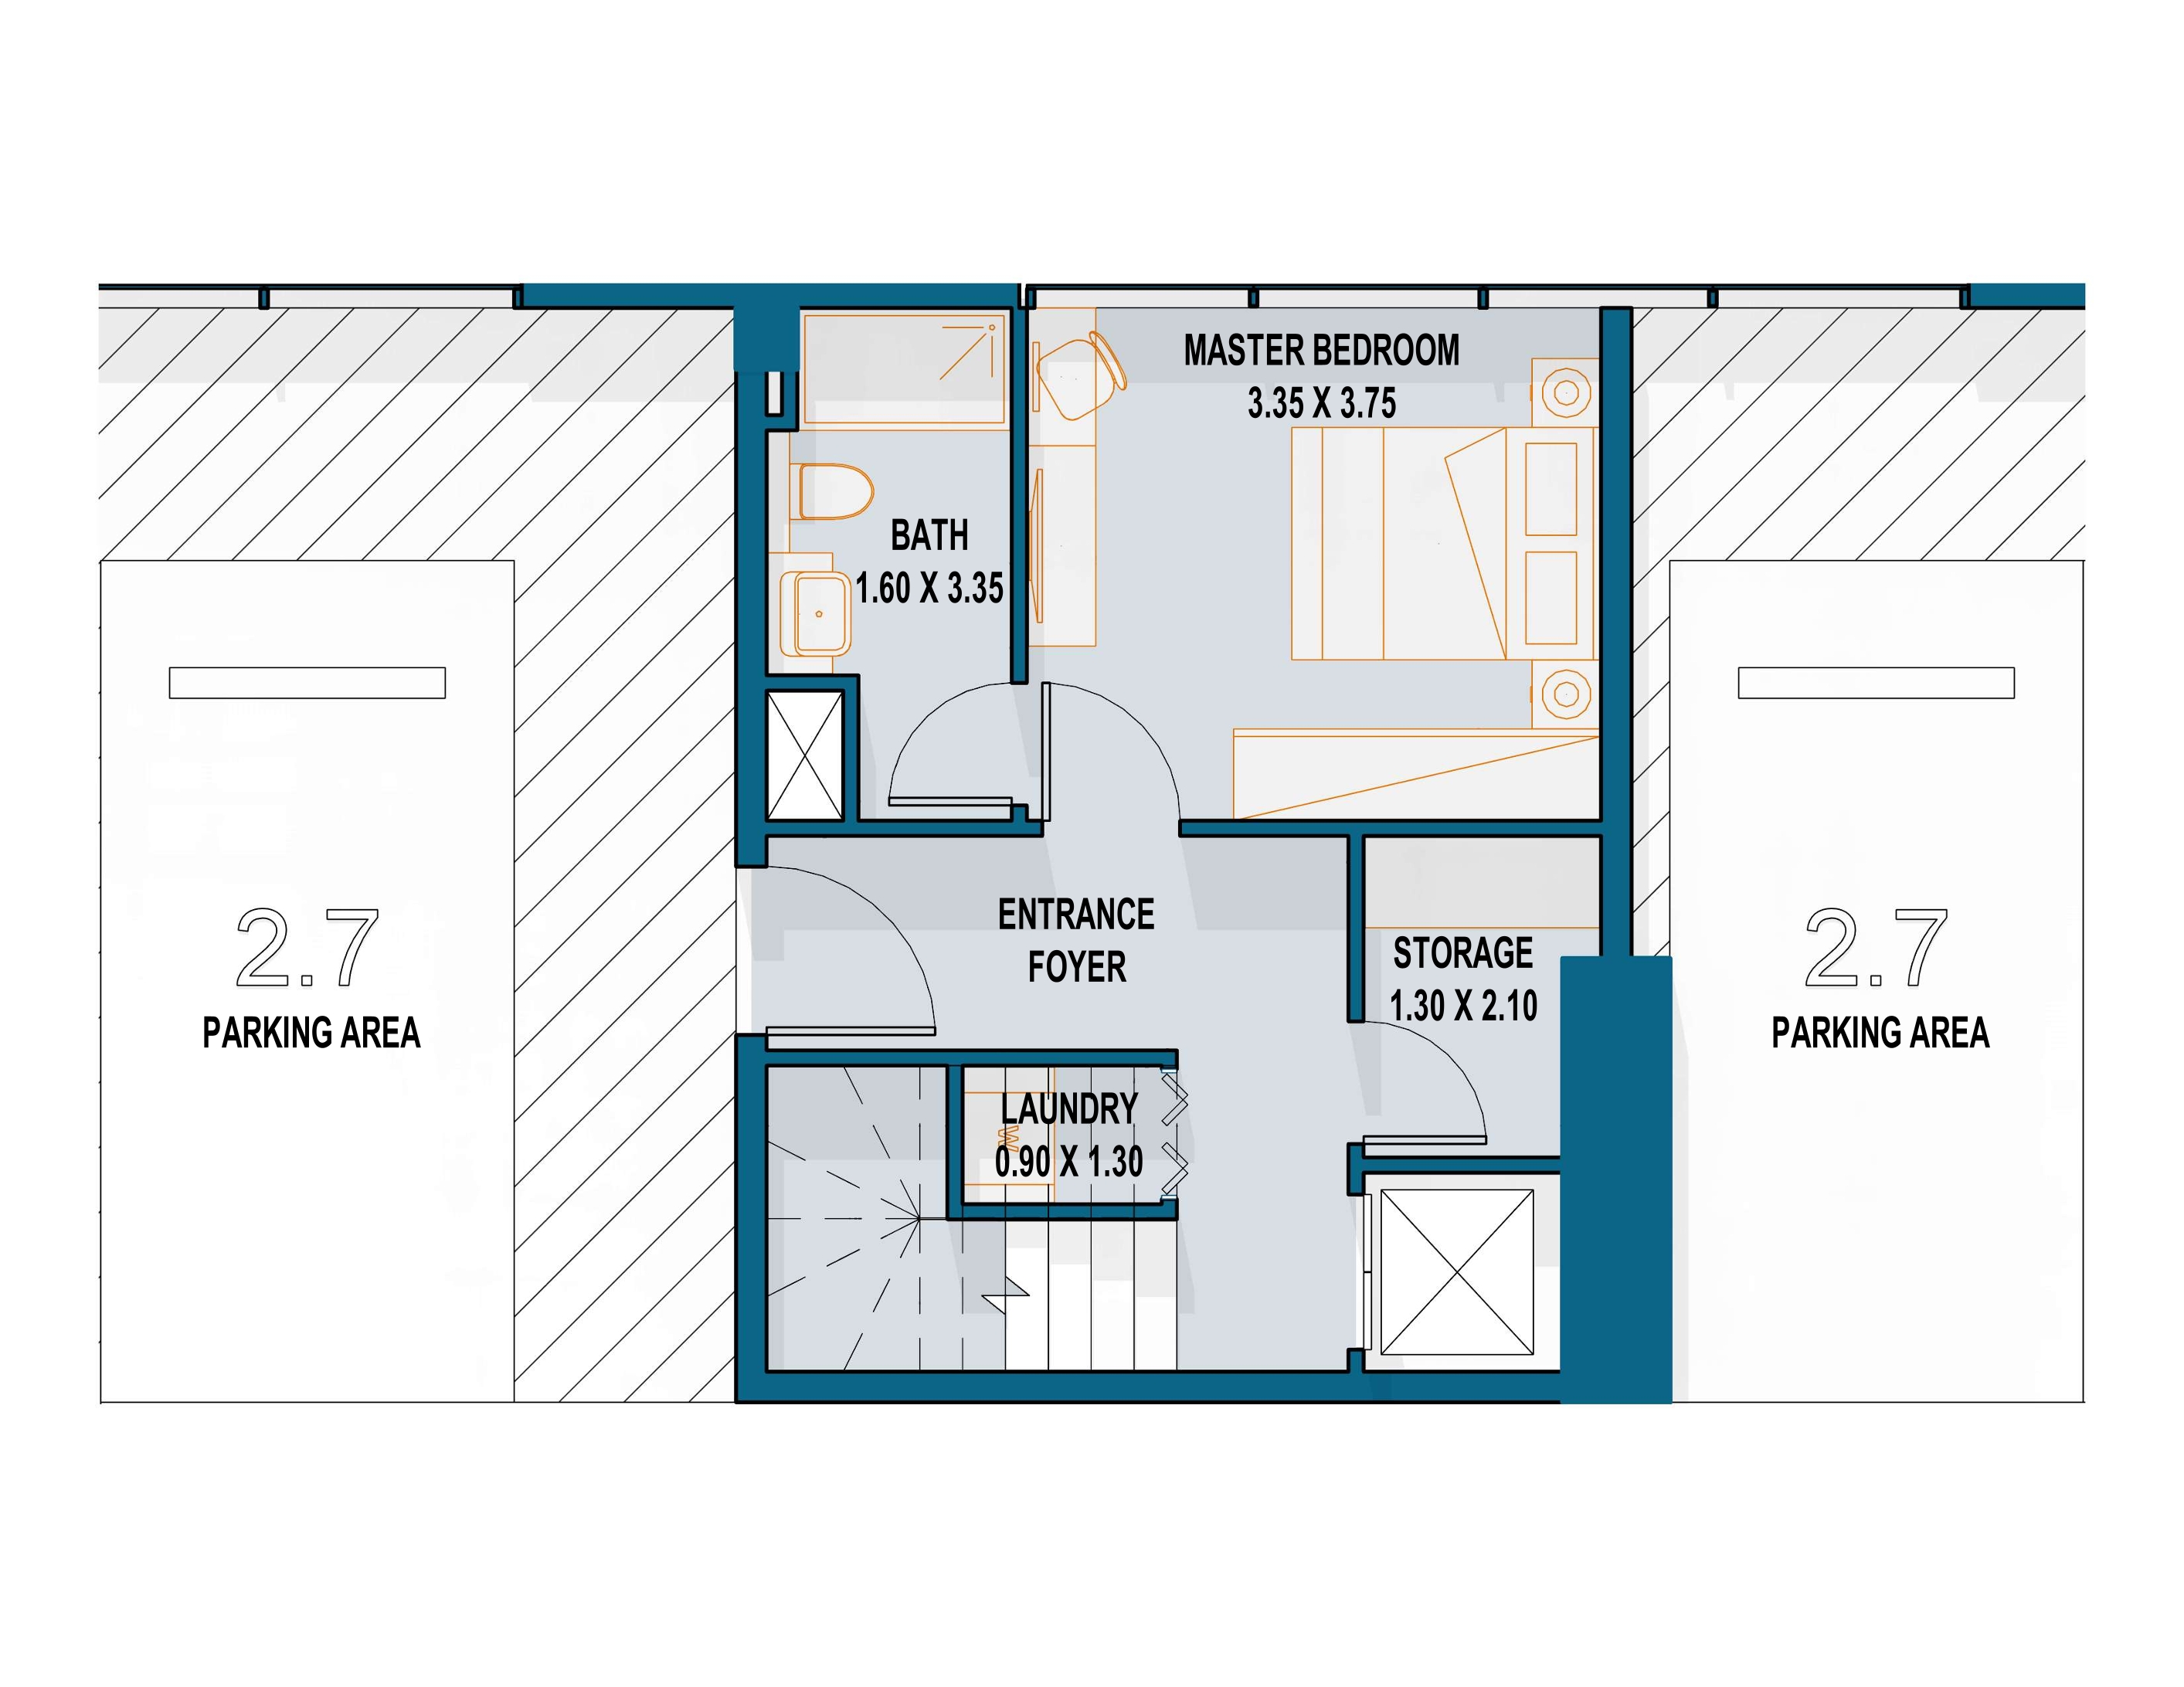 MASTER BEDROOM
3.35 X 3.75
BATH
1.60 X 3.35
ENTRANCE
FOYER
STORAGE
1.30 X 2.10
2.7
PARKING AREA
2.7
PARKING AREA
LAUNDRY
W
0.90 X 1.30